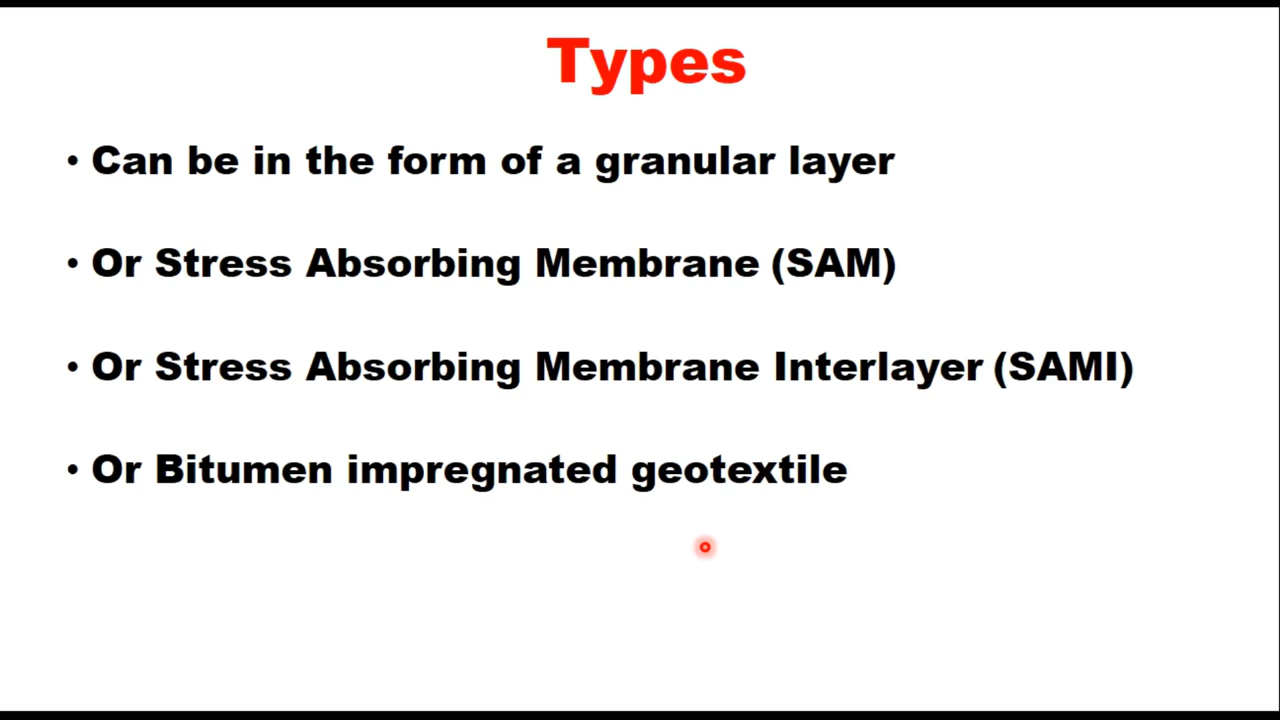 Types
• Can be in the form of a granular layer
• Or Stress Absorbing Membrane (SAM)
• Or Stress Absorbing Membrane Interlayer (SAMI)
• Or Bitumen impregnated geotextile